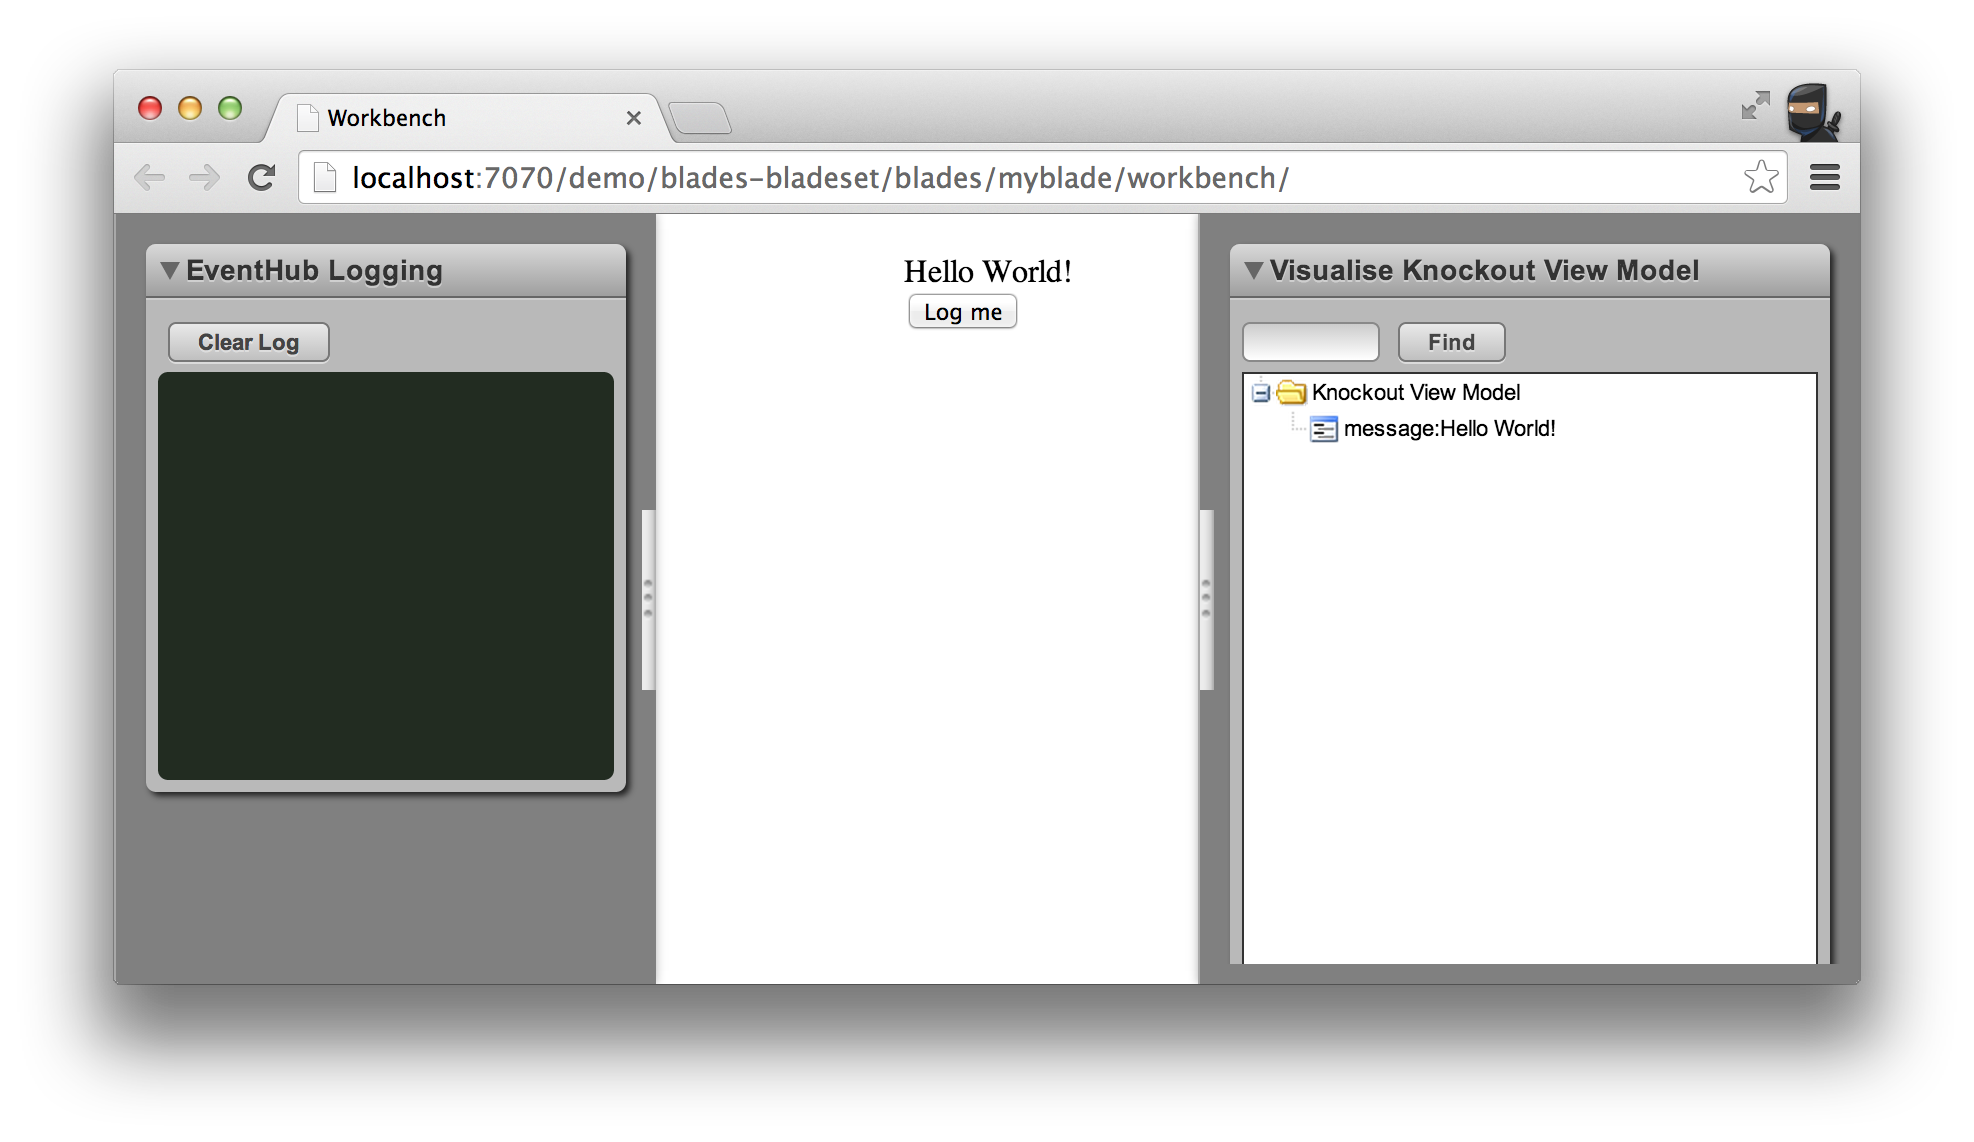 Workbench
localhost:7070/demo/blades-bladeset/blades/myblade/workbench/
EventHub Logging
Clear Log
Hello World!
Log me
Visualise Knockout View Model
Find
Knockout View Model
message:Hello World!